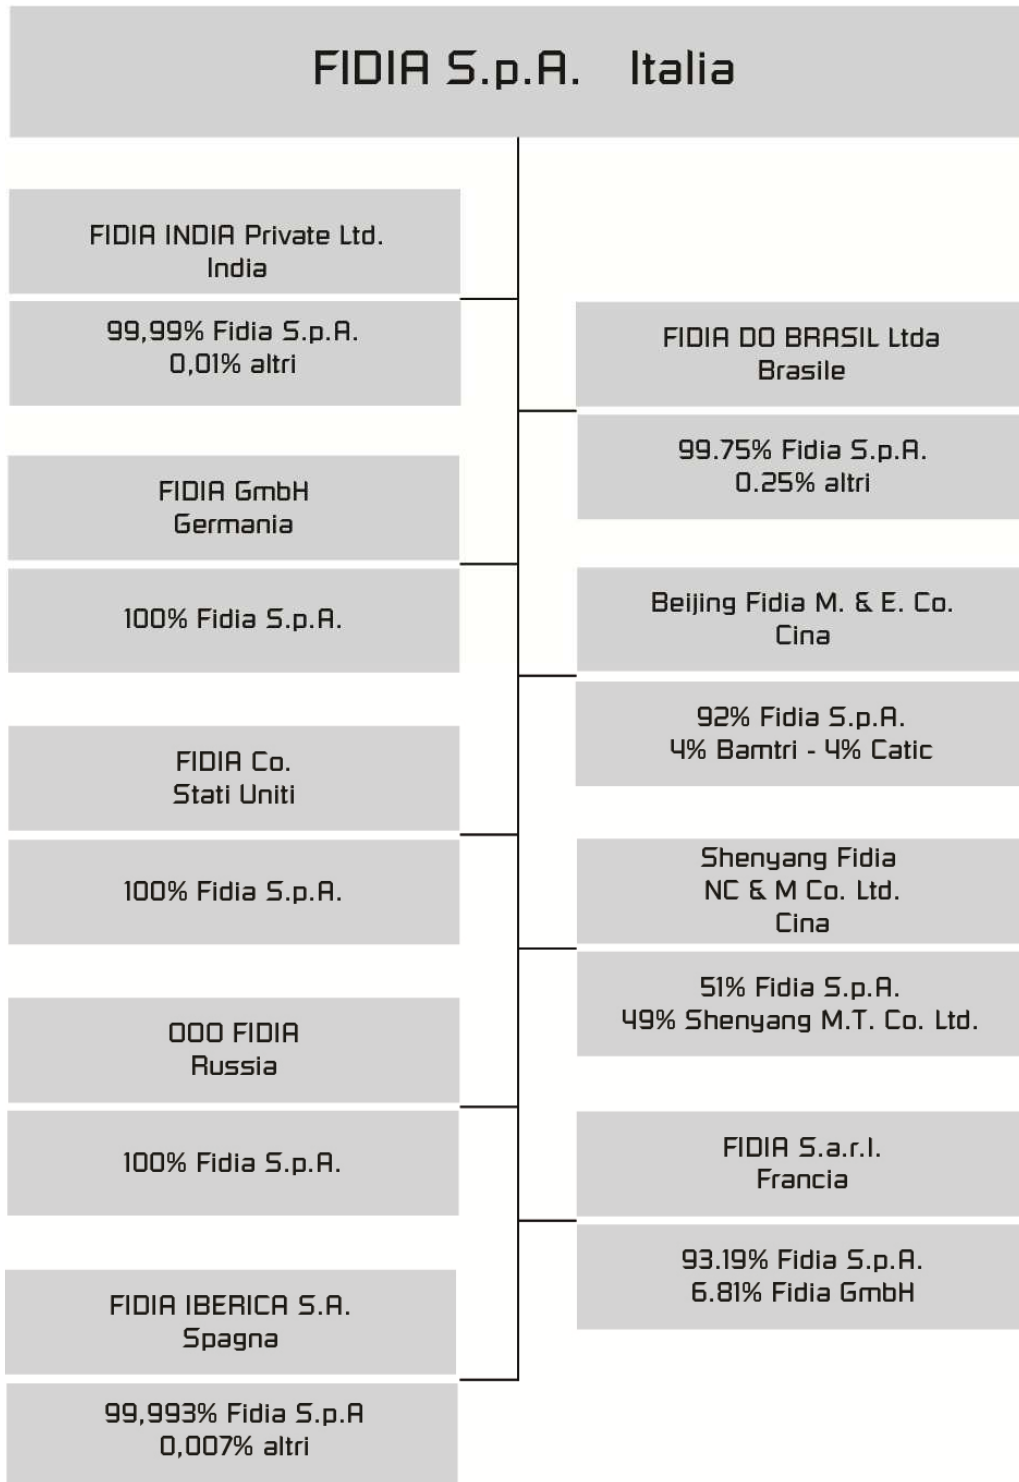 FIDIA S.p.A. Italia
FIDIA INDIA Private Ltd.
India
99,99% Fidia S.p.A.
0,01% altri
FIDIA DO BRASIL Ltda
Brasile
99.75% Fidia S.p.A.
0.25% altri
FIDIA GmbH
Germania
100% Fidia S.p.A.
Beijing Fidia M. & E. Co.
Cina
92% Fidia S.p.A.
4% Bamtri - 4% Catic
FIDIA Co.
Stati Uniti
100% Fidia S.p.A.
Shenyang Fidia
NC & M Co. Ltd.
Cina
51% Fidia S.p.A.
49% Shenyang M.T. Co. Ltd.
OOO FIDIA
Russia
100% Fidia S.p.A.
FIDIA S.a.r.l.
Francia
93.19% Fidia S.p.A.
6.81% Fidia GmbH
FIDIA IBERICA S.A.
Spagna
99,993% Fidia S.p.A
0,007% altri